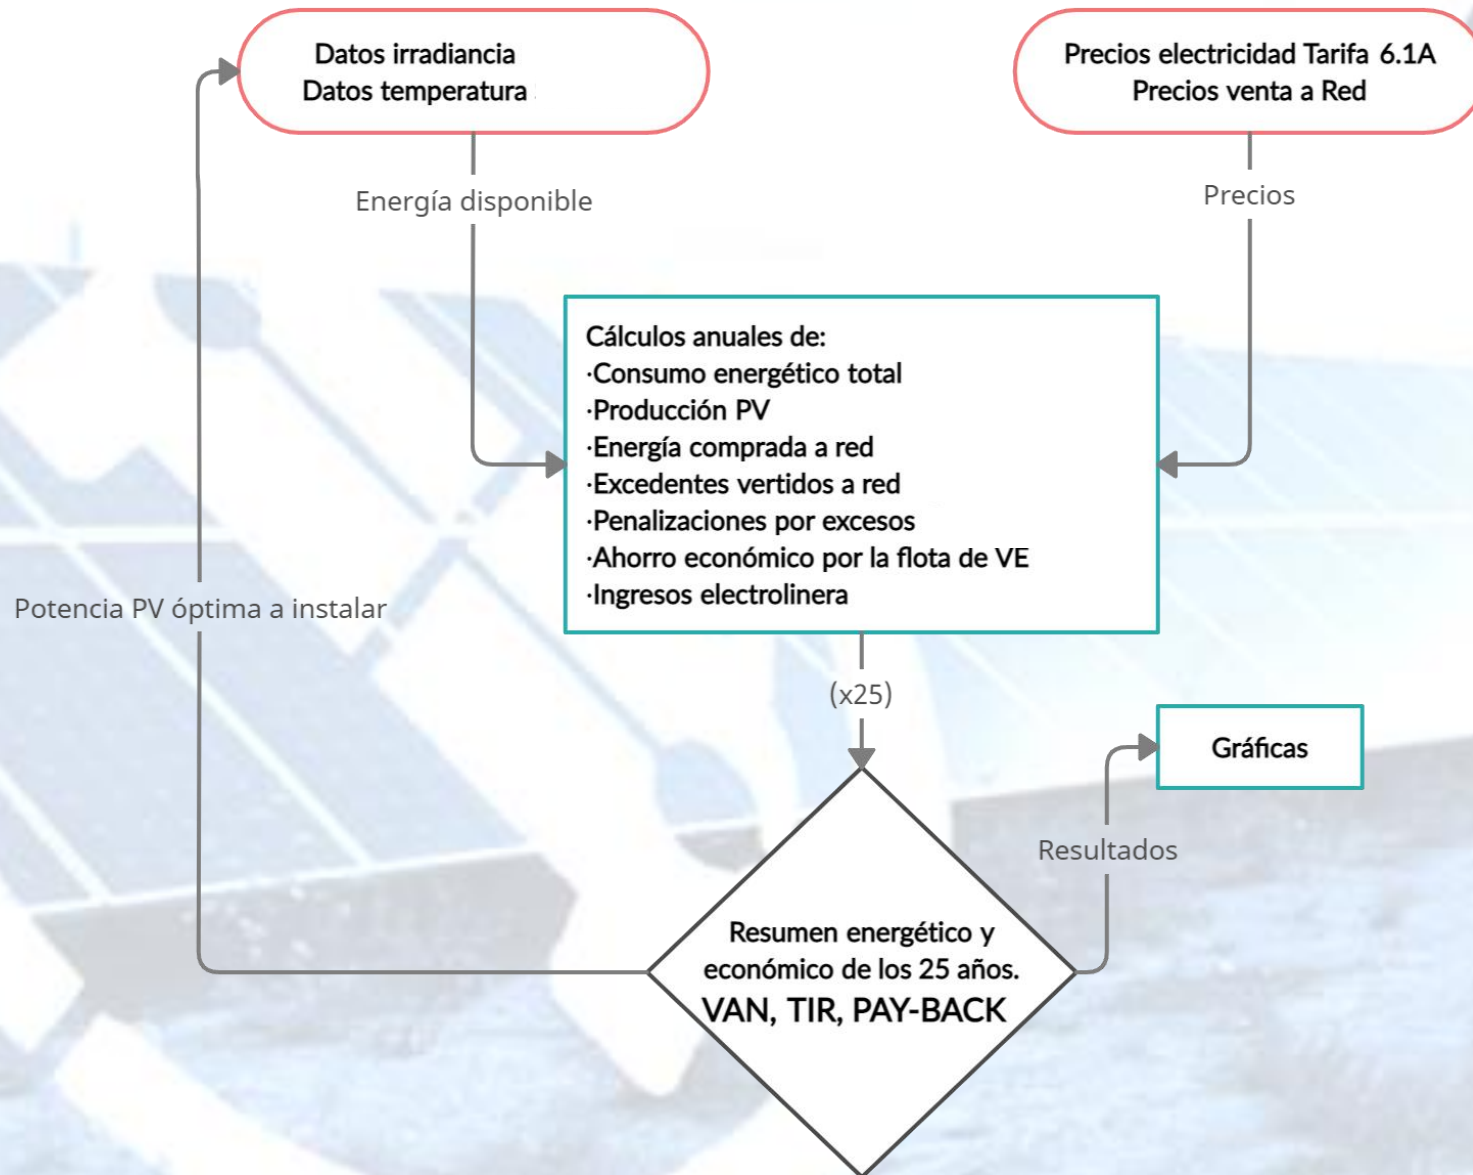 Datos irradiancia
Datos temperatura
Precios electricidad Tarifa 6.1A
Precios venta a Red
Energía disponible
Precios
Cálculos anuales de:
·Consumo energético total
·Producción PV
·Energía comprada a red
·Excedentes vertidos a red
·Penalizaciones por excesos
·Ahorro económico por la flota de VE
·Ingresos electrolinera
Potencia PV óptima a instalar
(x25)
Gráficas
Resultados
Resumen energético y
económico de los 25 años.
VAN, TIR, PAY-BACK